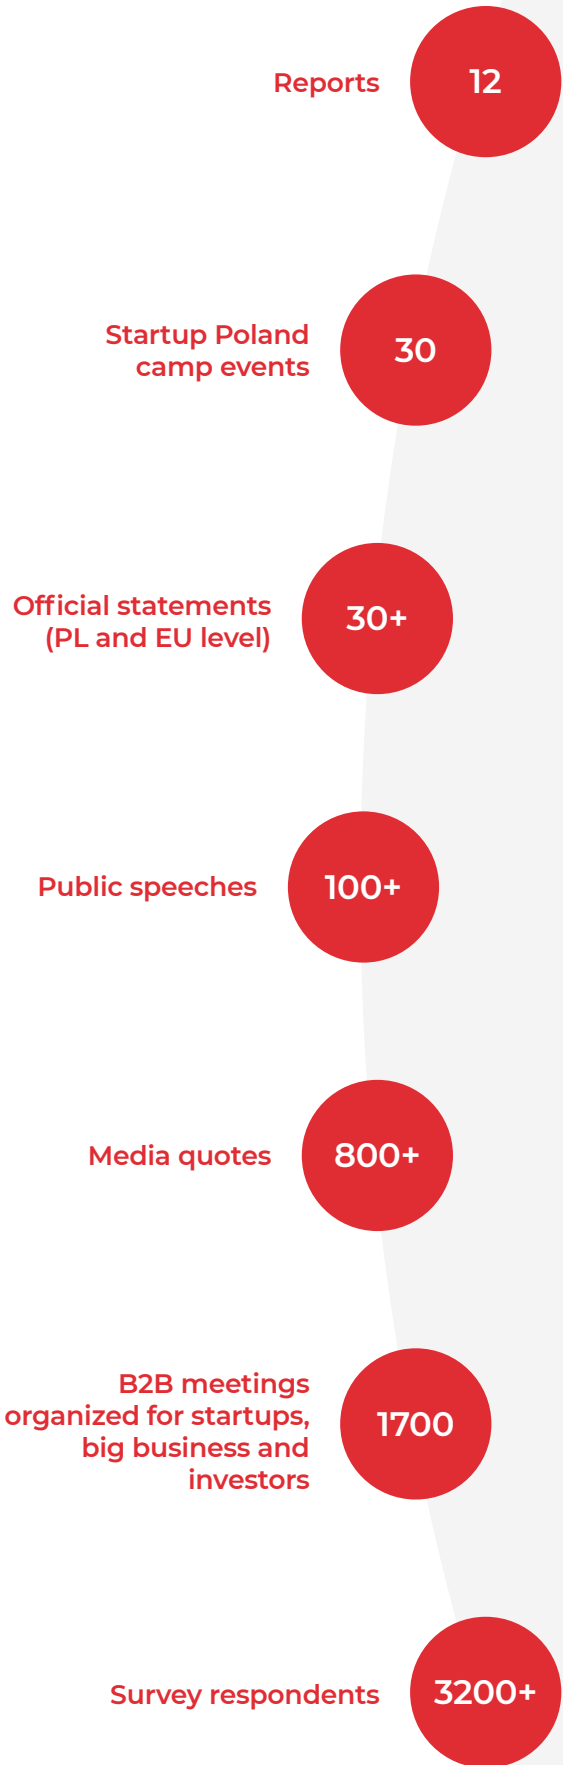 Reports
12
Startup Poland
camp events
30
Official statements
(PL and EU level)
30+
Public speeches
100+
Media quotes
800+
B2B meetings
organized for startups,
big business and
investors
1700
Survey respondents
3200+